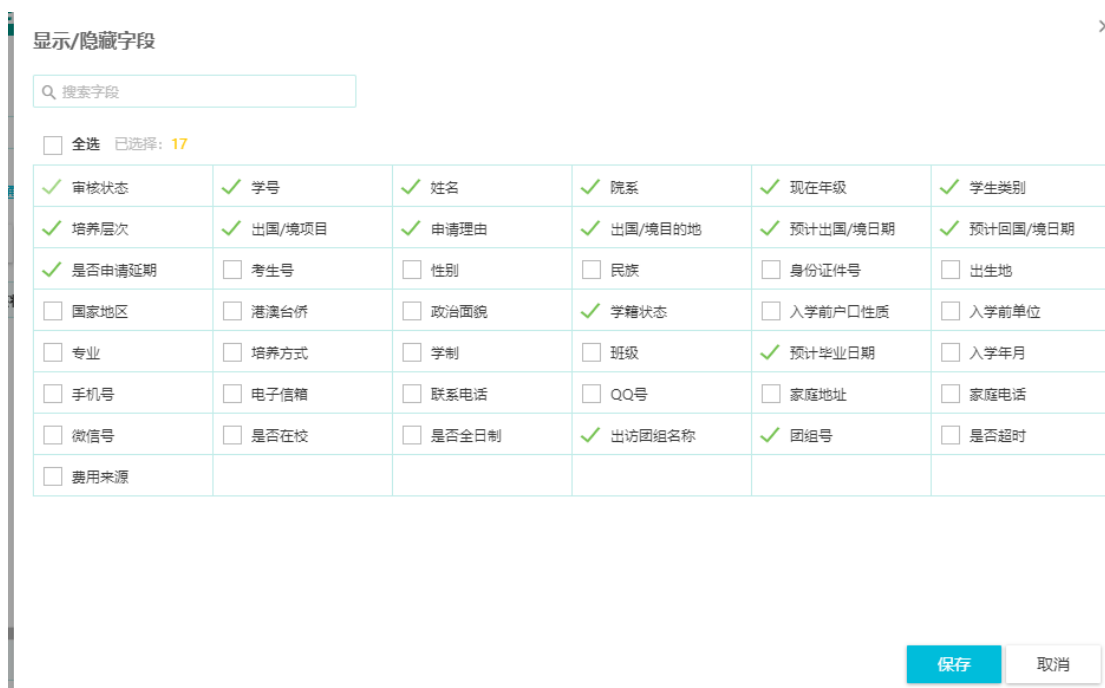 显示/隐藏字段
搜索字段
全选 已选择：17
审核状态 学号 姓名 院系 现在年级 学生类别
培养层次 出国/境项目 申请理由 出国/境目的地 预计出国/境日期 预计回国/境日期
是否申请延期 考生号 性别 民族 身份证件号 出生地
国家地区 港澳台侨 政治面貌 学籍状态 入学前户口性质 入学前单位
专业 培养方式 学制 班级 预计毕业日期 入学年月
手机号 电子信箱 联系电话 QQ号 家庭地址 家庭电话
微信号 是否在校 是否全日制 出访团组名称 团组号 是否超时
费用来源
保存 取消